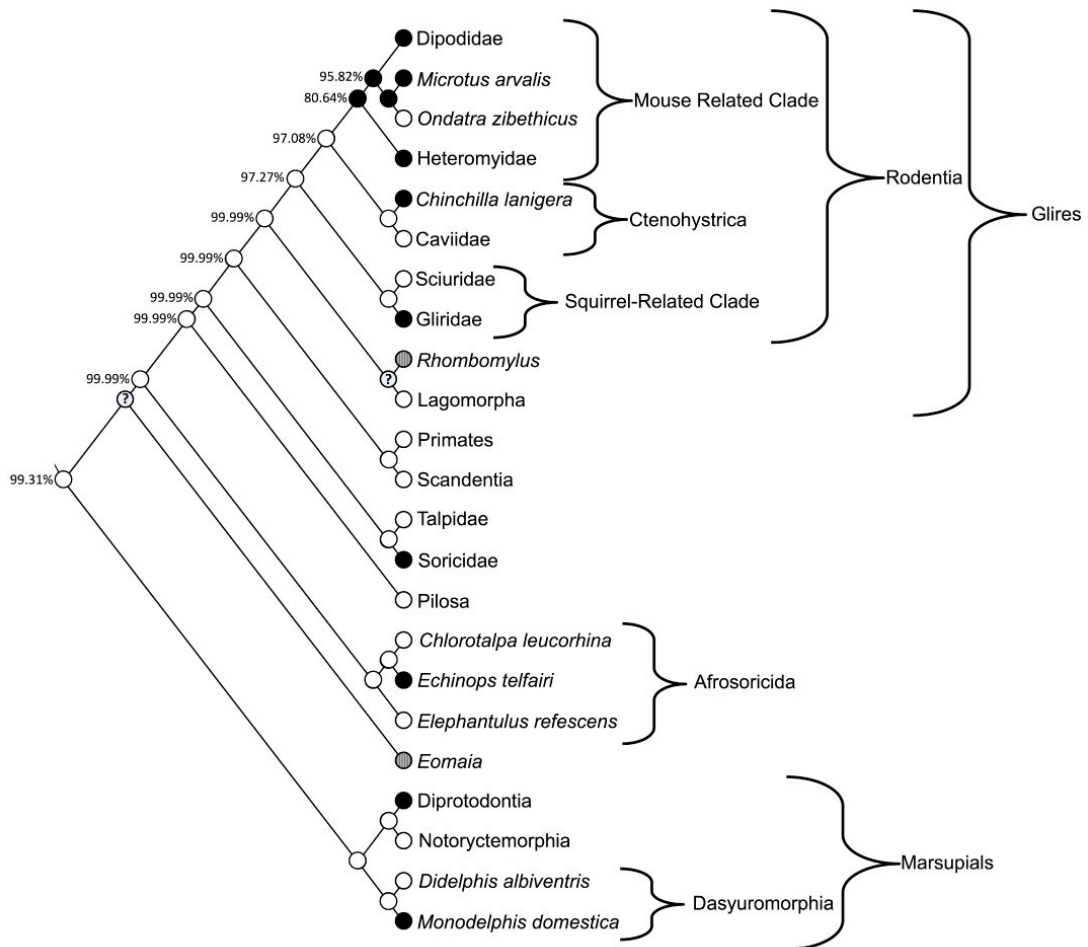 Dipodidae
95.82%
Microtus arvalis
80.64%
Mouse Related Clade
Ondatra zibethicus
97.08%
Heteromyidae
97.27%
Rodentia
Chinchilla lanigera
99.99%
Ctenohystrica
Glires
Caviidae
99.99%
Sciuridae
99.99%
Squirrel-Related Clade
99.99%
Gliridae
Rhombomylus
99.99%
?
?
Lagomorpha
Primates
99.31%
Scandentia
Talpidae
Soricidae
Pilosa
Chlorotalpa leucorhina
Echinops telfairi
Afrosoricida
Elephantulus refescens
Eomaia
Diprotodontia
Notoryctemorphia
Marsupials
Didelphis albiventris
Dasyuromorphia
Monodelphis domestica